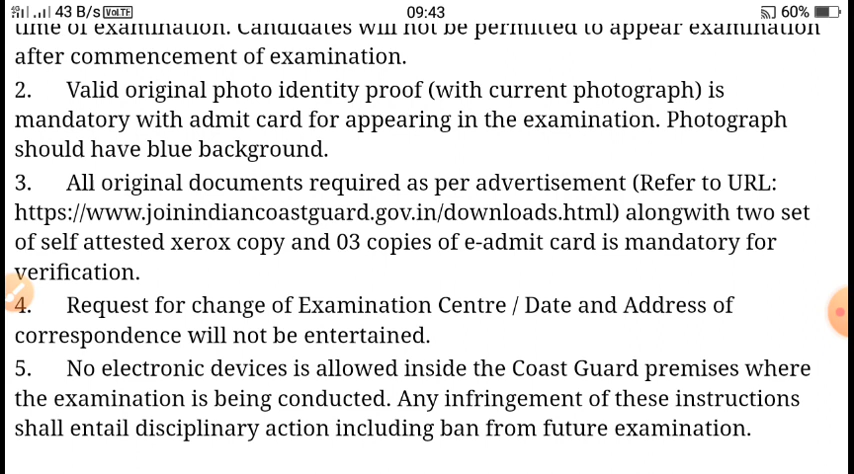 43 B/s VoLTE 09:43 60%
time of examination. Candidates will not be permitted to appear examination
after commencement of examination.
2. Valid original photo identity proof (with current photograph) is
mandatory with admit card for appearing in the examination. Photograph
should have blue background.
3. All original documents required as per advertisement (Refer to URL:
https://www.joinindiancoastguard.gov.in/downloads.html) alongwith two set
of self attested xerox copy and 03 copies of e-admit card is mandatory for
verification.
4. Request for change of Examination Centre / Date and Address of
correspondence will not be entertained.
5. No electronic devices is allowed inside the Coast Guard premises where
the examination is being conducted. Any infringement of these instructions
shall entail disciplinary action including ban from future examination.